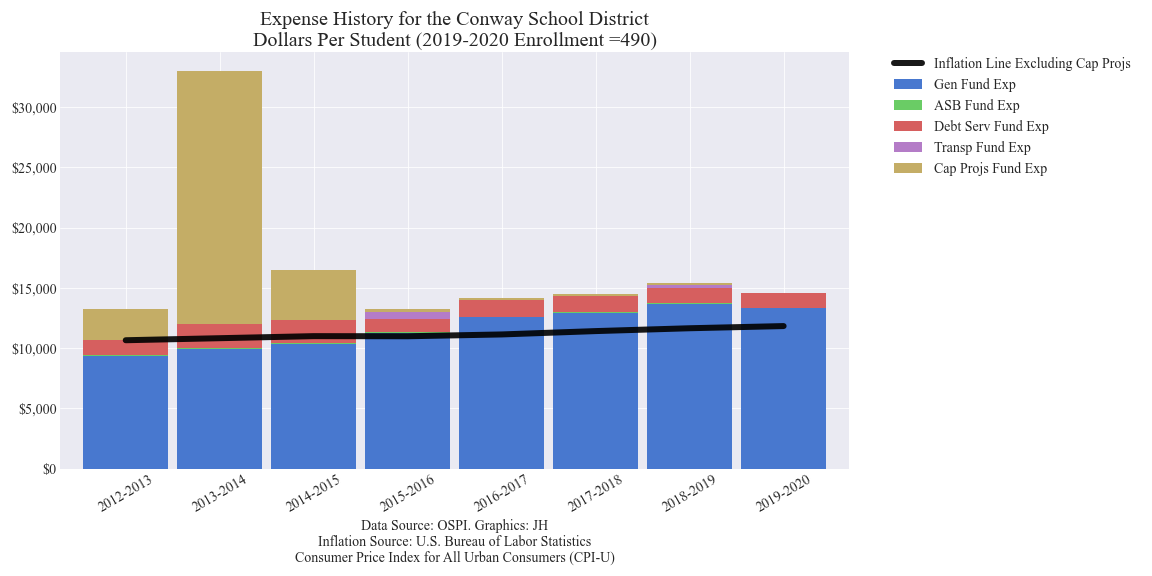 Expense History for the Conway School District
Dollars Per Student (2019-2020 Enrollment =490)
Inflation Line Excluding Cap Projs
Gen Fund Exp
ASB Fund Exp
Debt Serv Fund Exp
Transp Fund Exp
Cap Projs Fund Exp
$30,000
$25,000
$20,000
$15,000
$10,000
$5,000
$0
2012-2013
2013-2014
2014-2015
2015-2016
2016-2017
2017-2018
2018-2019
2019-2020
Data Source: OSPI. Graphics: JH
Inflation Source: U.S. Bureau of Labor Statistics
Consumer Price Index for All Urban Consumers (CPI-U)